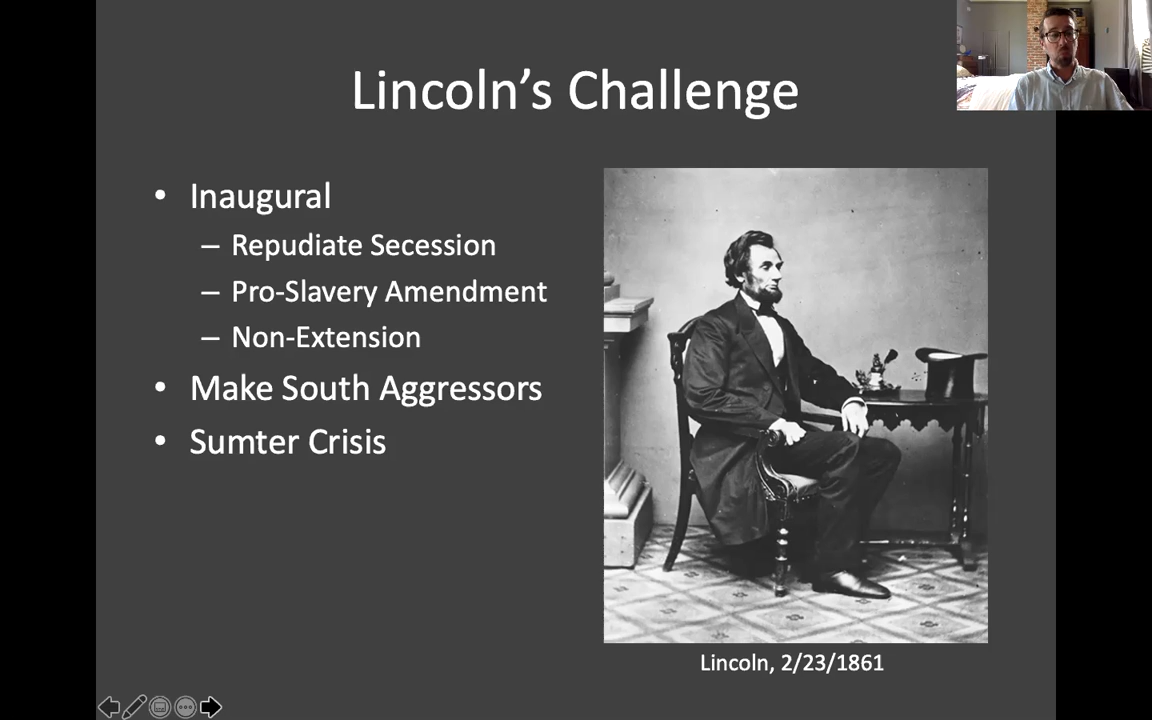 Lincoln’s Challenge
• Inaugural
– Repudiate Secession
– Pro-Slavery Amendment
– Non-Extension
• Make South Aggressors
• Sumter Crisis
Lincoln, 2/23/1861